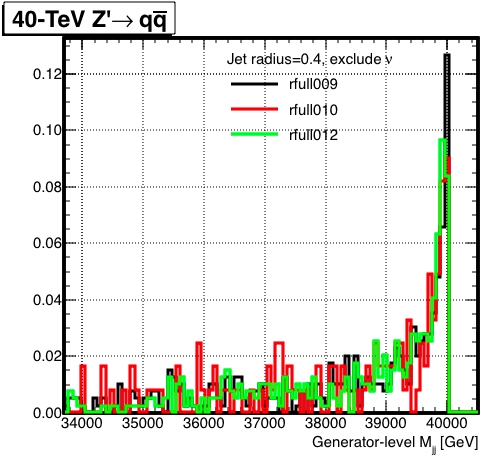 40-TeV Z'→ qq̅
Jet radius=0.4, exclude ν
rfull009
rfull010
rfull012
0.12
0.10
0.08
0.06
0.04
0.02
0.00
34000 35000 36000 37000 38000 39000 40000
Generator-level Mjj [GeV]